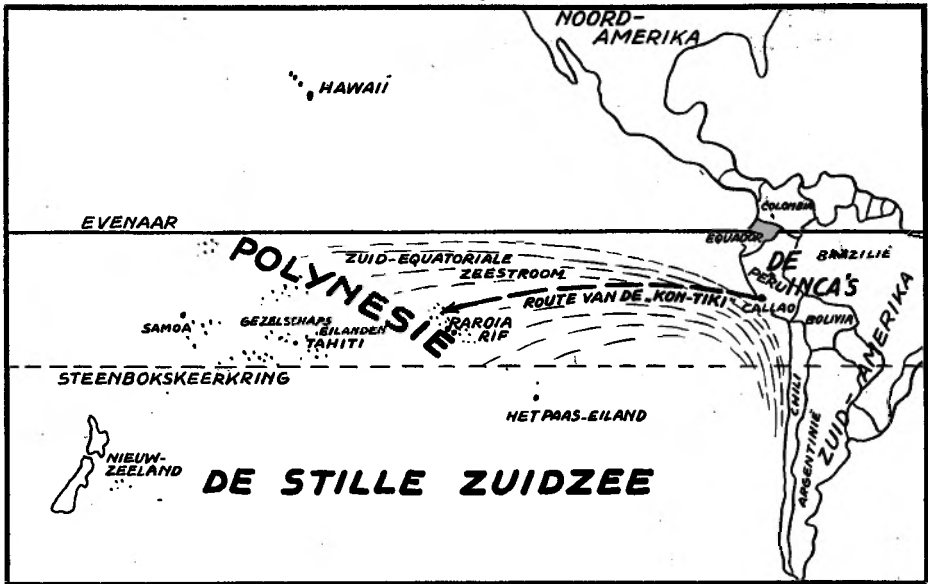 NOORD-
AMERIKA
HAWAIÏ
COLOMBIA
EVENAAR
EQUADOR
POLYNESIË
ZUID-EQUATORIALE
ZEESTROOM
DE
INCA'S
BRAZILIË
PERU
ROUTE VAN DE „KON-TIKI"
CALLAO
SAMOA
GEZELSCHAPS
EILANDEN
TAHITI
RAROIA
RIF
BOLIVIA
ZUID-AMERIKA
STEENBOKSKEERKRING
CHILI
HET PAAS-EILAND
ARGENTINIË
NIEUW-
ZEELAND
DE STILLE ZUIDZEE